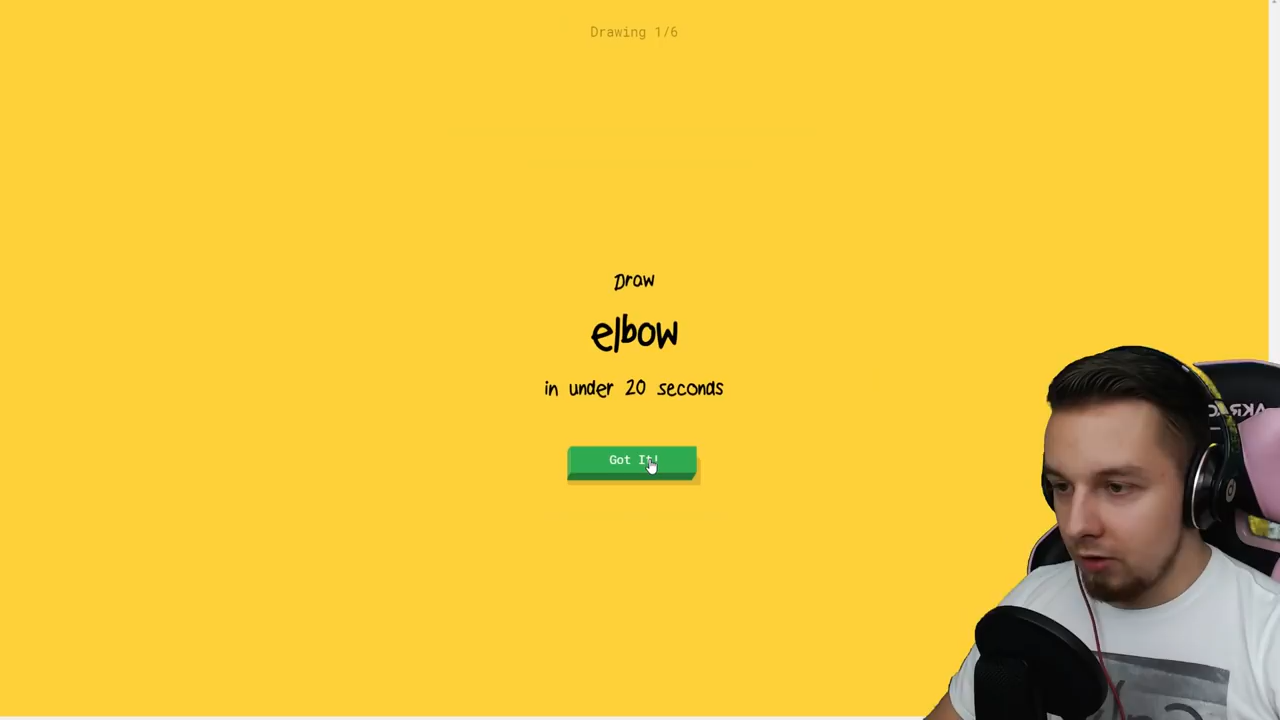 Drawing 1/6
Draw
elbow
in under 20 seconds
Got It!